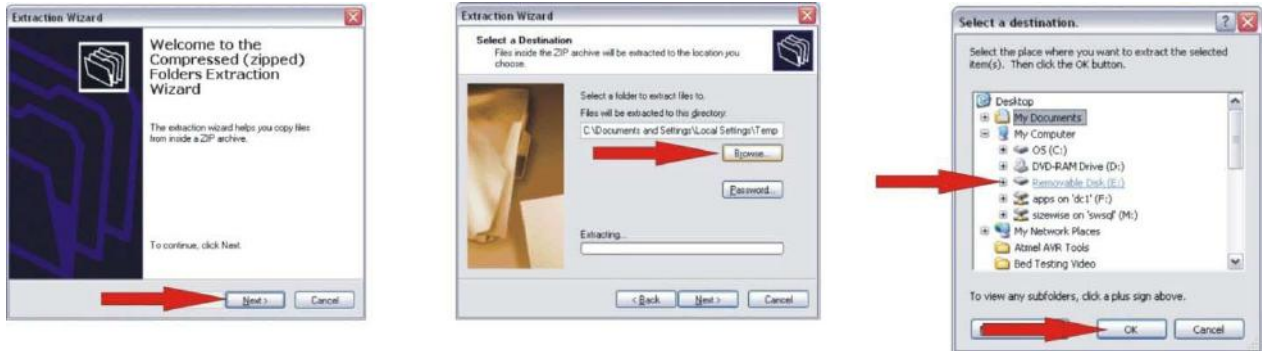 Extraction Wizard
Welcome to the
Compressed (zipped)
Folders Extraction
Wizard
The extraction wizard helps you copy files
from inside a ZIP archive.
To continue, click Next.
Next >
Cancel
Extraction Wizard
Select a Destination
Files inside the ZIP archive will be extracted to the location you
choose.
Select a folder to extract files to.
Files will be extracted to this directory:
C:\Documents and Settings\Local Settings\Temp
Browse...
Password...
Extracting...
< Back
Next >
Cancel
Select a destination.
Select the place where you want to extract the selected
item(s). Then click the OK button.
Desktop
My Documents
My Computer
OS (C:)
DVD-RAM Drive (D:)
Removable Disk (E:)
apps on 'dc1' (F:)
sizewise on 'swsql' (M:)
My Network Places
Atmel AVR Tools
Bed Testing Video
To view any subfolders, click a plus sign above.
OK
Cancel